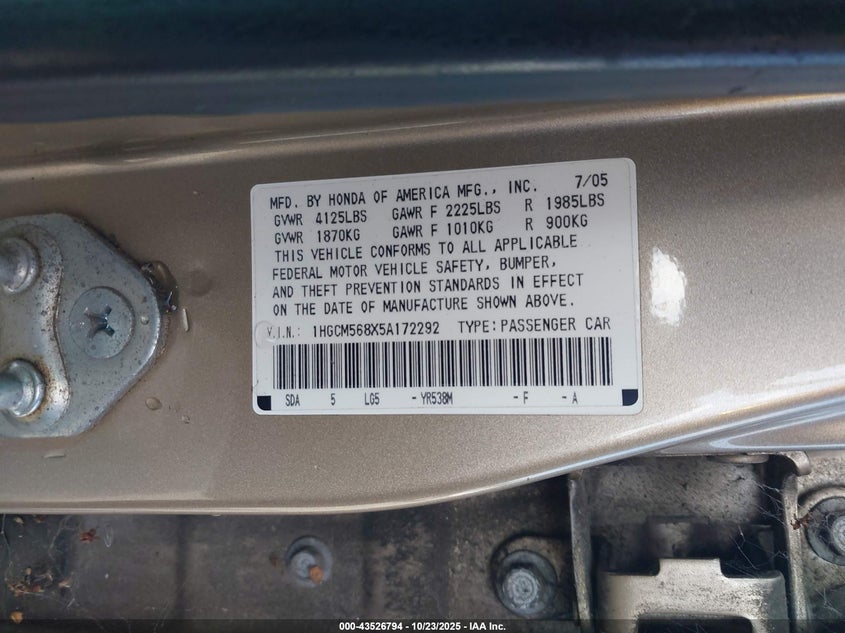 MFD. BY HONDA OF AMERICA MFG., INC. 7/05
GVWR 4125LBS GAWR F 2225LBS R 1985LBS
GVWR 1870KG GAWR F 1010KG R 900KG
THIS VEHICLE CONFORMS TO ALL APPLICABLE
FEDERAL MOTOR VEHICLE SAFETY, BUMPER,
AND THEFT PREVENTION STANDARDS IN EFFECT
ON THE DATE OF MANUFACTURE SHOWN ABOVE.
V.I.N.: 1HGCM568X5A172292 TYPE:PASSENGER CAR
SDA 5 LG5 -YR538M -F -A
000-43526794 - 10/23/2025 - IAA Inc.